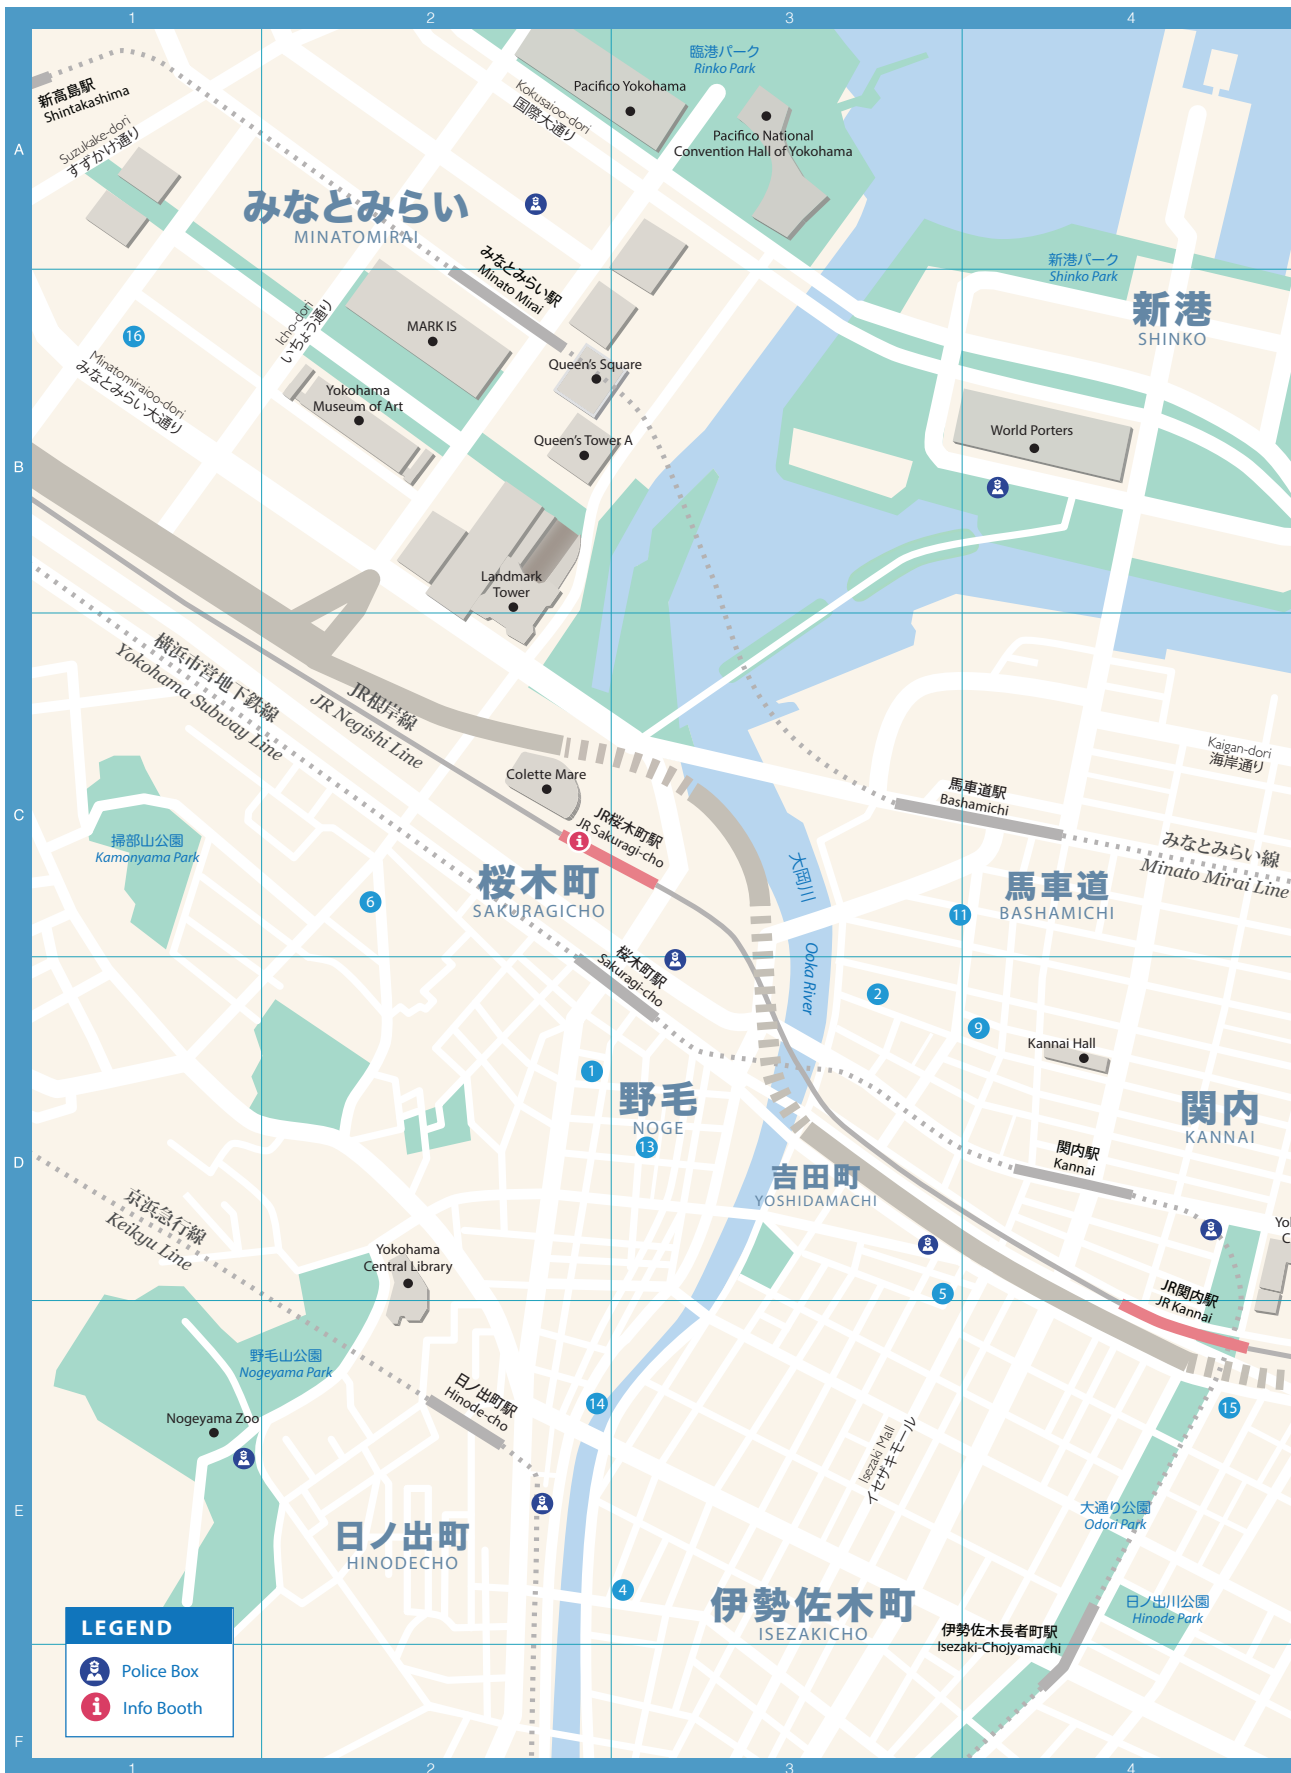 1 2 3 4
臨港パーク
Rinko Park
新高島駅
Shintakashima
Pacifico Yokohama
Kokusaioo-dori
国際大通り
Suzukake-dori
すずかけ通り
Pacifico National
Convention Hall of Yokohama
A
みなとみらい
MINATOMIRAI
みなとみらい駅
Minato Mirai
新港パーク
Shinko Park
新港
SHINKO
16
Icho-dori
いちょう通り
MARK IS
Minatomiraioo-dori
みなとみらい大通り
Queen's Square
Yokohama
Museum of Art
Queen's Tower A
World Porters
B
Landmark
Tower
横浜市営地下鉄線
Yokohama Subway Line
JR根岸線
JR Negishi Line
Kaigan-dori
海岸通り
Colette Mare
馬車道駅
Bashamichi
C
JR桜木町駅
JR Sakuragi-cho
掃部山公園
Kamonyama Park
みなとみらい線
Minato Mirai Line
大岡川
Ooka River
桜木町
SAKURAGICHO
馬車道
BASHAMICHI
6
11
桜木町駅
Sakuragi-cho
2
9
Kannai Hall
1
野毛
NOGE
13
関内
KANNAI
関内駅
Kannai
D
吉田町
YOSHIDAMACHI
京浜急行線
Keikyu Line
Yokohama
Central Library
Yo
C
5
JR関内駅
JR Kannai
野毛山公園
Nogeyama Park
日ノ出町駅
Hinode-cho
14
15
Nogeyama Zoo
Isezaki Mall
イセザキモール
E
大通り公園
Odori Park
日ノ出町
HINODECHO
4
伊勢佐木町
ISEZAKICHO
日ノ出川公園
Hinode Park
伊勢佐木長者町駅
Isezaki-Chojyamachi
LEGEND
Police Box
i Info Booth
F
1 2 3 4